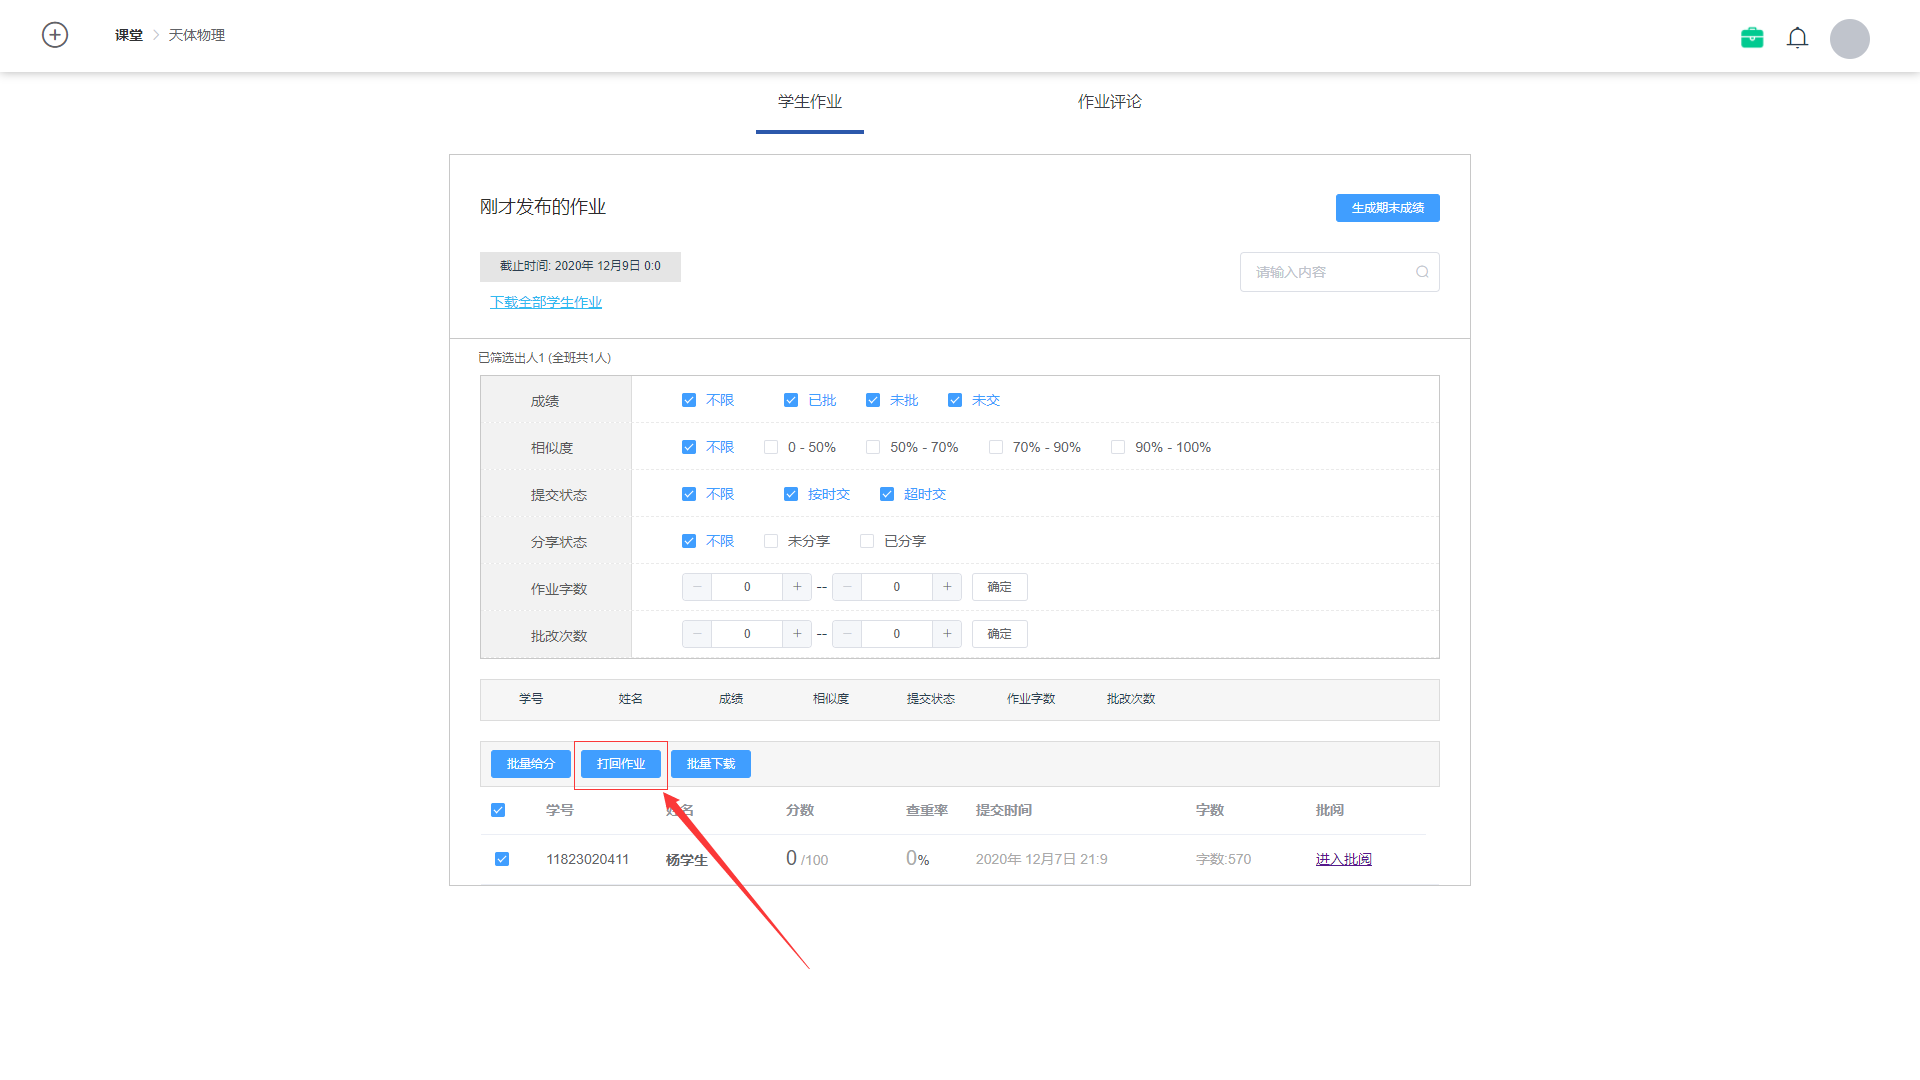 课堂 > 天体物理
学生作业 作业评论
刚才发布的作业 生成期末成绩
截止时间: 2020年 12月9日 0:0 请输入内容
下载全部学生作业
已筛选出人1 (全班共1人)
成绩 不限 已批 未批 未交
相似度 不限 0 - 50% 50% - 70% 70% - 90% 90% - 100%
提交状态 不限 按时交 超时交
分享状态 不限 未分享 已分享
作业字数 − 0 + -- − 0 + 确定
批改次数 − 0 + -- − 0 + 确定
学号 姓名 成绩 相似度 提交状态 作业字数 批改次数
批量给分 打回作业 批量下载
学号 姓名 分数 查重率 提交时间 字数 批阅
11823020411 杨学生 0 /100 0% 2020年 12月7日 21:9 字数:570 进入批阅